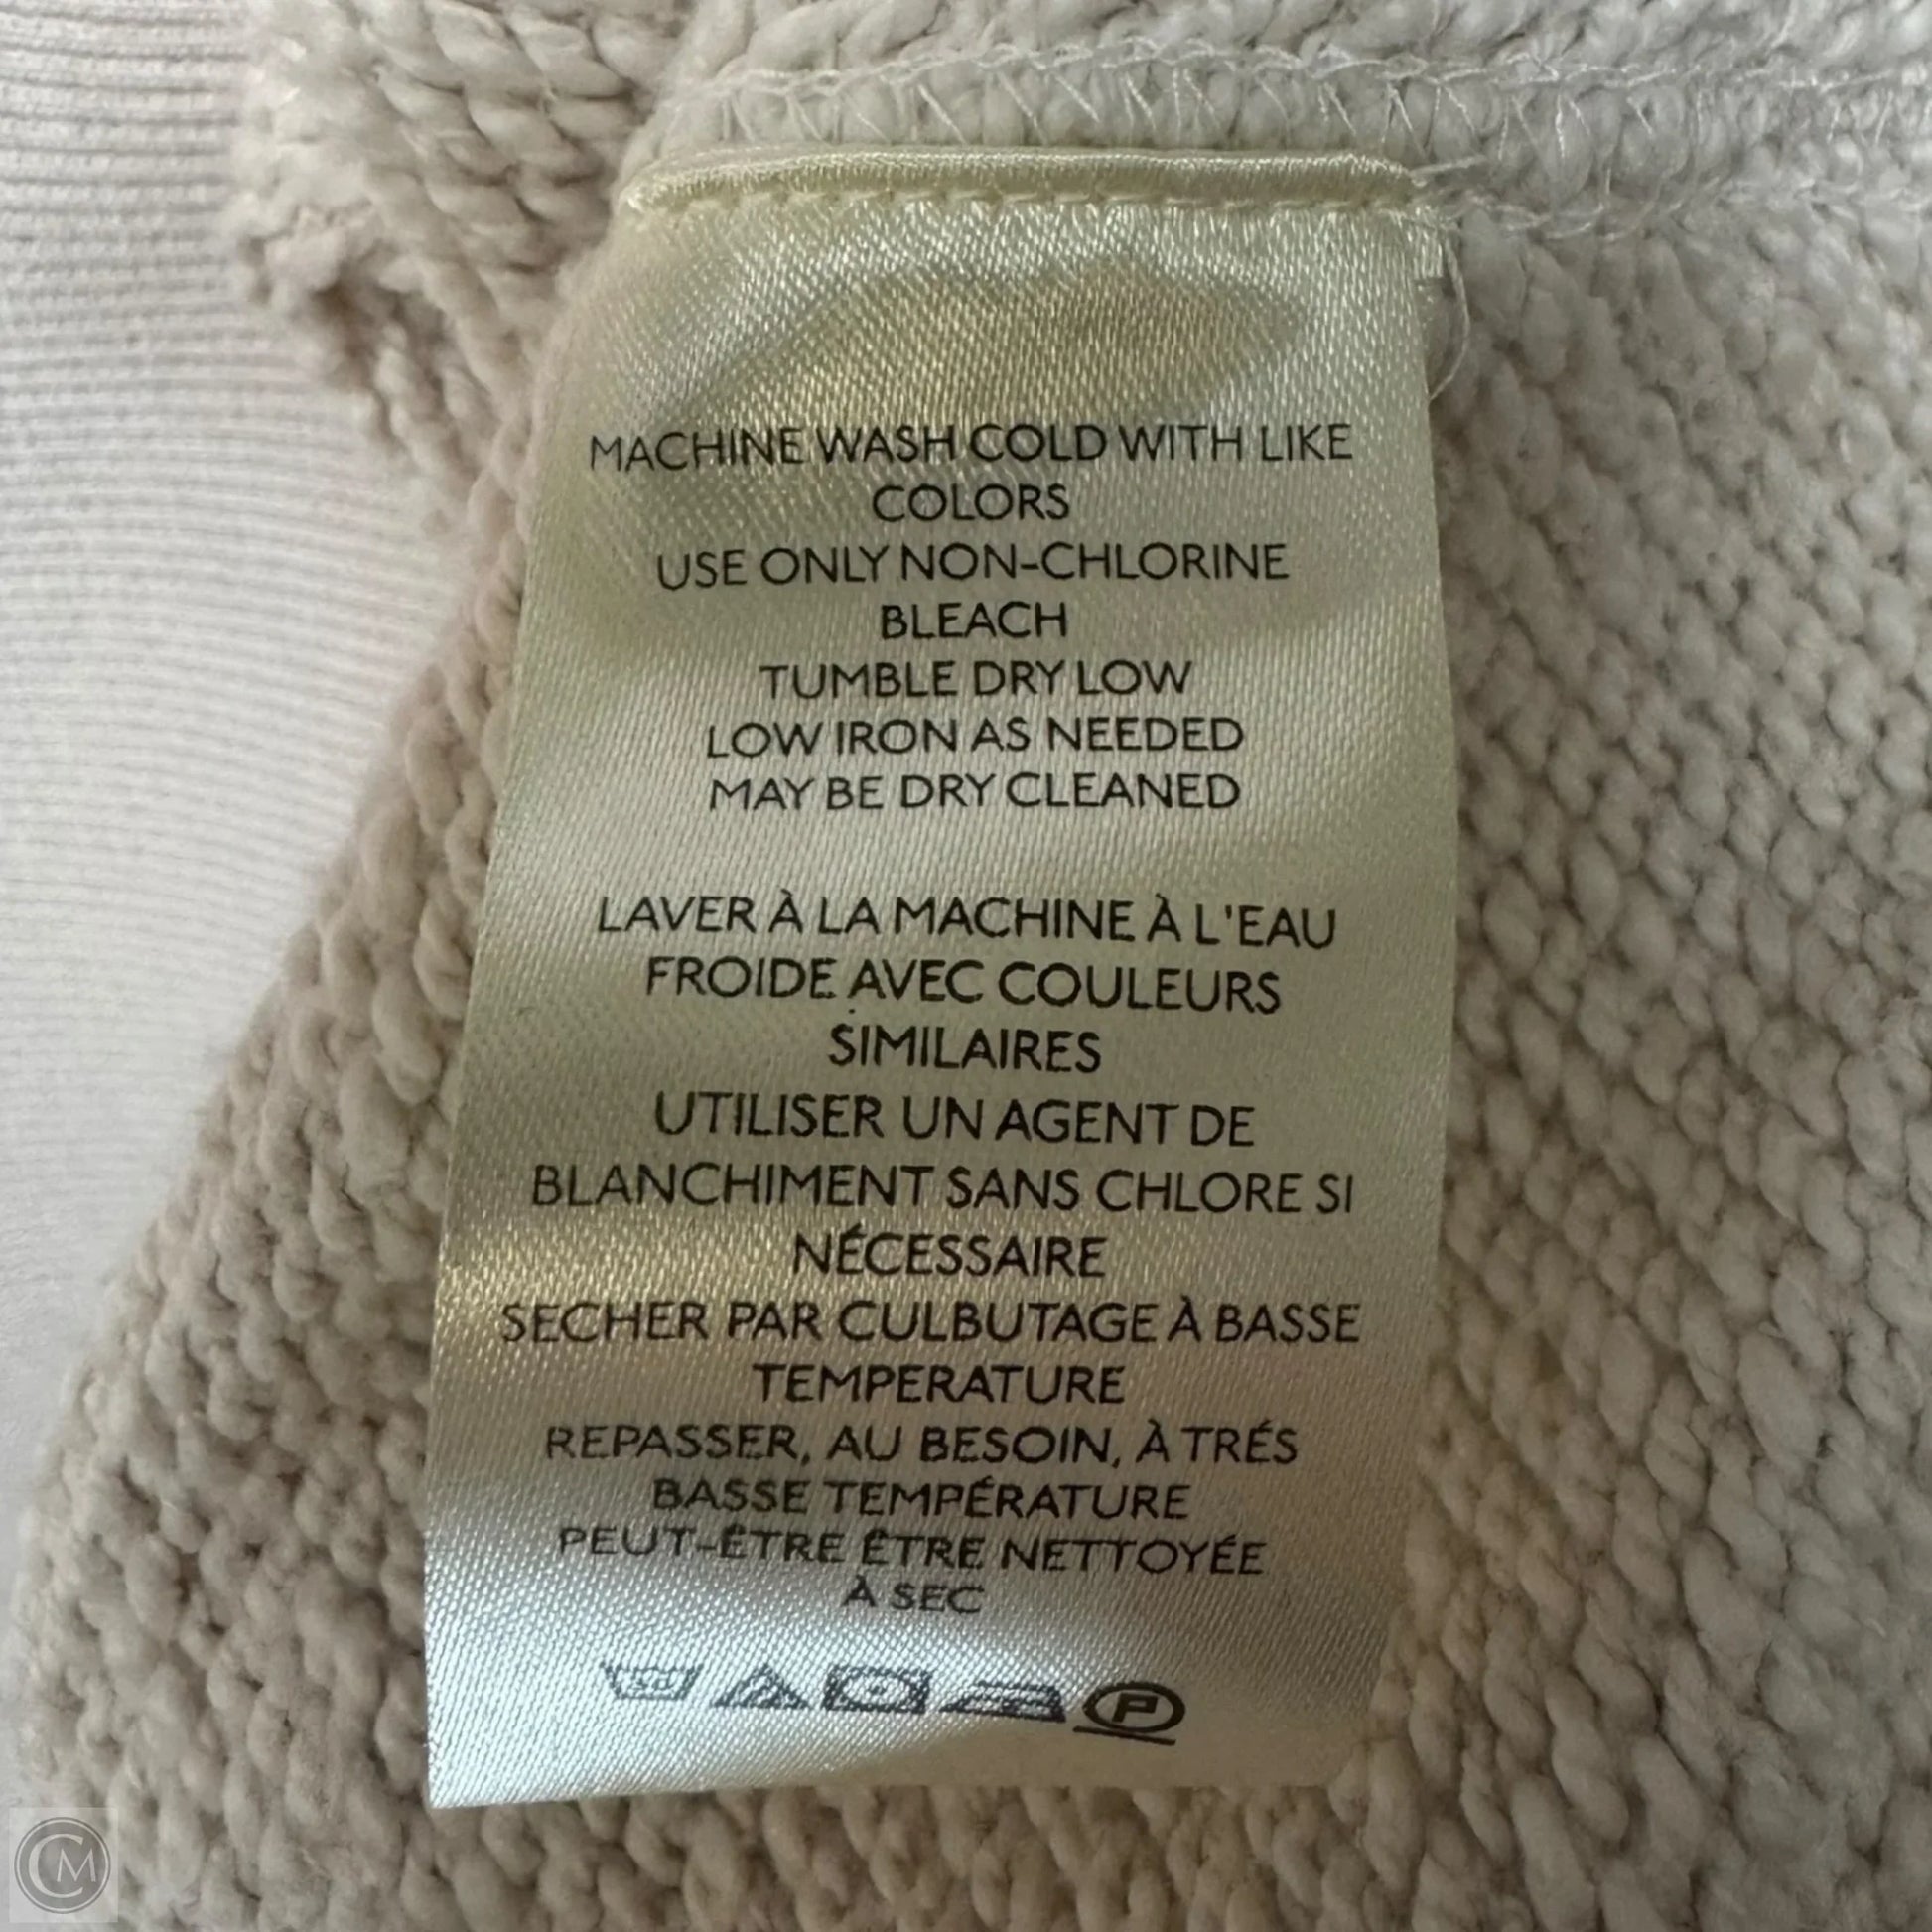 MACHINE WASH COLD WITH LIKE
COLORS
USE ONLY NON-CHLORINE
BLEACH
TUMBLE DRY LOW
LOW IRON AS NEEDED
MAY BE DRY CLEANED
LAVER À LA MACHINE À L'EAU
FROIDE AVEC COULEURS
SIMILAIRES
UTILISER UN AGENT DE
BLANCHIMENT SANS CHLORE SI
NÉCESSAIRE
SECHER PAR CULBUTAGE À BASSE
TEMPERATURE
REPASSER, AU BESOIN, À TRÉS
BASSE TEMPÉRATURE
PEUT-ÊTRE ÊTRE NETTOYÉE
À SEC
P
CM